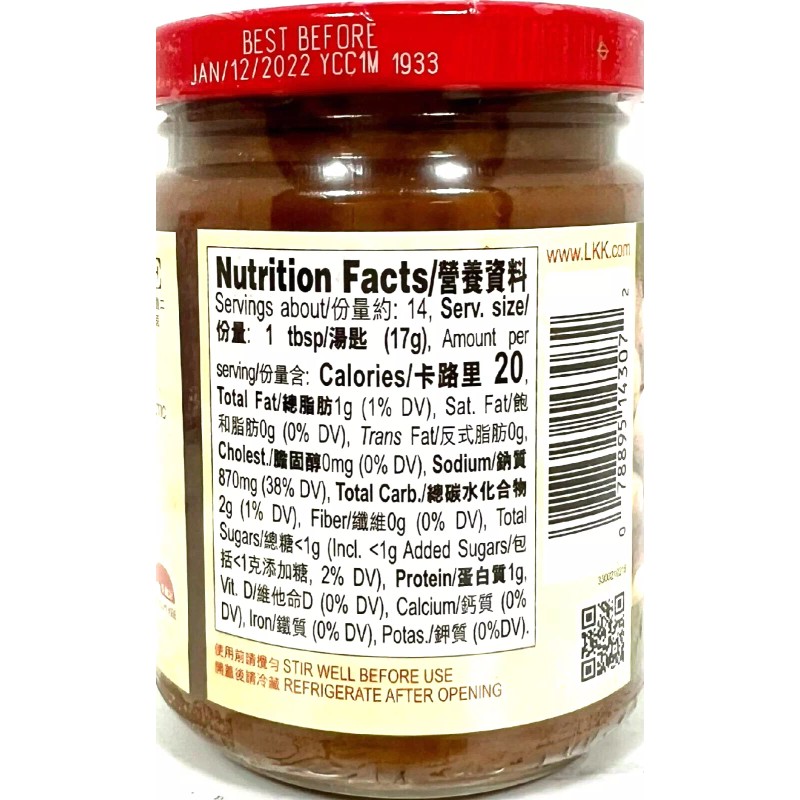 BEST BEFORE
JAN/12/2022 YCC1M 1933
www.LKK.com
Nutrition Facts/營養資料
Servings about/份量約: 14, Serv. size/
份量: 1 tbsp/湯匙 (17g), Amount per
serving/份量含: Calories/卡路里 20,
Total Fat/總脂肪1g (1% DV), Sat. Fat/飽
和脂肪0g (0% DV), Trans Fat/反式脂肪0g,
Cholest./膽固醇0mg (0% DV), Sodium/鈉質
870mg (38% DV), Total Carb./總碳水化合物
2g (1% DV), Fiber/纖維0g (0% DV), Total
Sugars/總糖<1g (Incl. <1g Added Sugars/包
括<1克添加糖, 2% DV), Protein/蛋白質1g,
Vit. D/維他命D (0% DV), Calcium/鈣質 (0%
DV), Iron/鐵質 (0% DV), Potas./鉀質 (0%DV).
使用前請攪勻 STIR WELL BEFORE USE
開蓋後請冷藏 REFRIGERATE AFTER OPENING
0 78895 14307 2